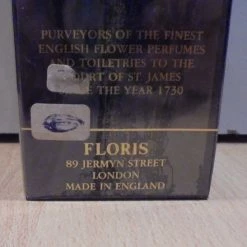 PURVEYORS OF THE FINEST
ENGLISH FLOWER PERFUMES
AND TOILETRIES TO THE
COURT OF ST. JAMES
THE YEAR 1730
FLORIS
89 JERMYN STREET
LONDON
MADE IN ENGLAND